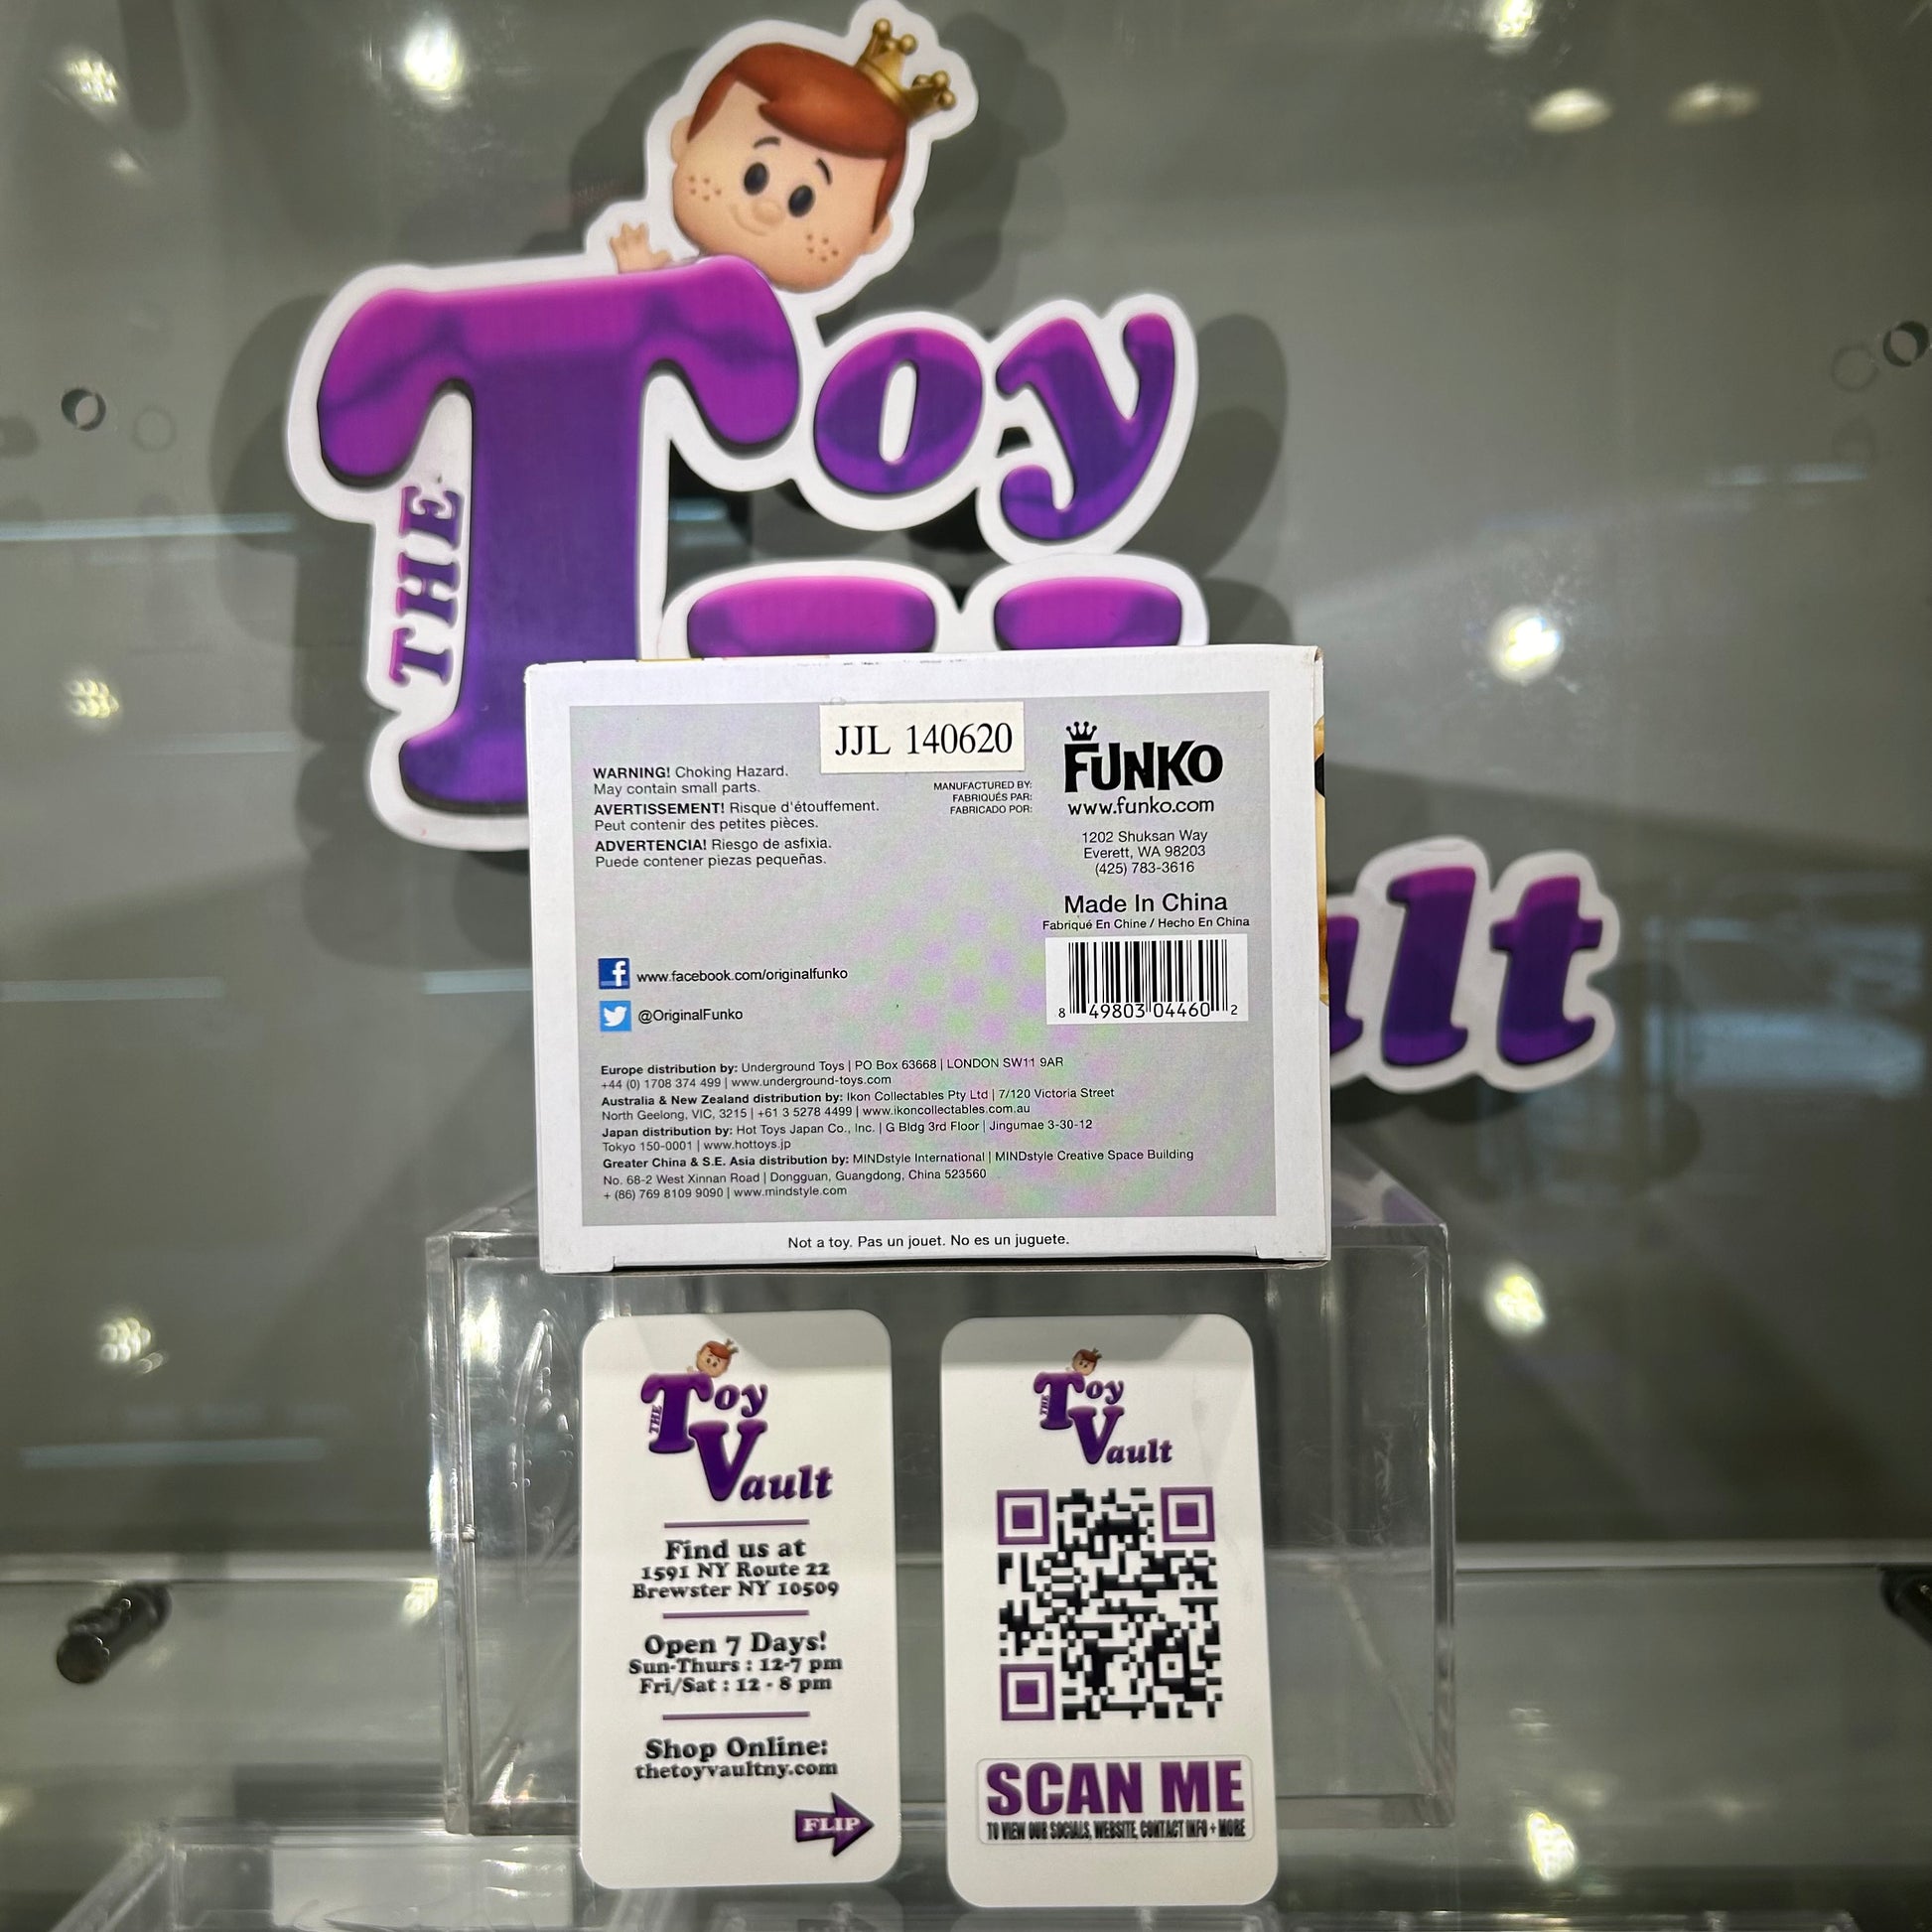 THE Toy
ult
JJL 140620
WARNING! Choking Hazard.
May contain small parts.
AVERTISSEMENT! Risque d'étouffement.
Peut contenir des petites pièces.
ADVERTENCIA! Riesgo de asfixia.
Puede contener piezas pequeñas.
MANUFACTURED BY:
FABRIQUÉS PAR:
FABRICADO POR:
FUNKO
www.funko.com
1202 Shuksan Way
Everett, WA 98203
(425) 783-3616
Made In China
Fabriqué En Chine / Hecho En China
8 49803 04460 2
www.facebook.com/originalfunko
@OriginalFunko
Europe distribution by: Underground Toys | PO Box 63668 | LONDON SW11 9AR
+44 (0) 1708 374 499 | www.underground-toys.com
Australia & New Zealand distribution by: Ikon Collectables Pty Ltd | 7/120 Victoria Street
North Geelong, VIC, 3215 | +61 3 5278 4499 | www.ikoncollectables.com.au
Japan distribution by: Hot Toys Japan Co., Inc. | G Bldg 3rd Floor | Jingumae 3-30-12
Tokyo 150-0001 | www.hottoys.jp
Greater China & S.E. Asia distribution by: MINDstyle International | MINDstyle Creative Space Building
No. 68-2 West Xinnan Road | Dongguan, Guangdong, China 523560
+ (86) 769 8109 9090 | www.mindstyle.com
Not a toy. Pas un jouet. No es un juguete.
THE Toy
Vault
Find us at
1591 NY Route 22
Brewster NY 10509
Open 7 Days!
Sun-Thurs : 12-7 pm
Fri/Sat : 12 - 8 pm
Shop Online:
thetoyvaultny.com
FLIP
THE Toy
Vault
SCAN ME
TO VIEW OUR SOCIALS, WEBSITE, CONTACT INFO + MORE